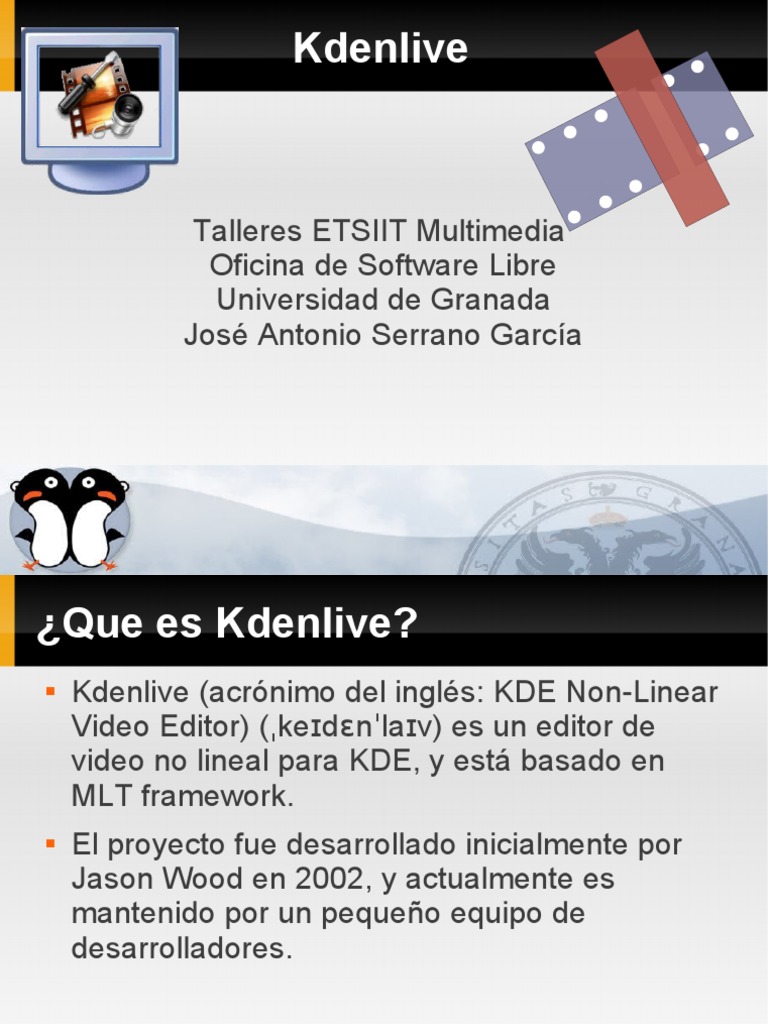 Kdenlive
Talleres ETSIIT Multimedia
Oficina de Software Libre
Universidad de Granada
José Antonio Serrano García
SITAS GRANA
¿Que es Kdenlive?
Kdenlive (acrónimo del inglés: KDE Non-Linear
Video Editor) (ˌkeɪdɛnˈlaɪv) es un editor de
video no lineal para KDE, y está basado en
MLT framework.
El proyecto fue desarrollado inicialmente por
Jason Wood en 2002, y actualmente es
mantenido por un pequeño equipo de
desarrolladores.